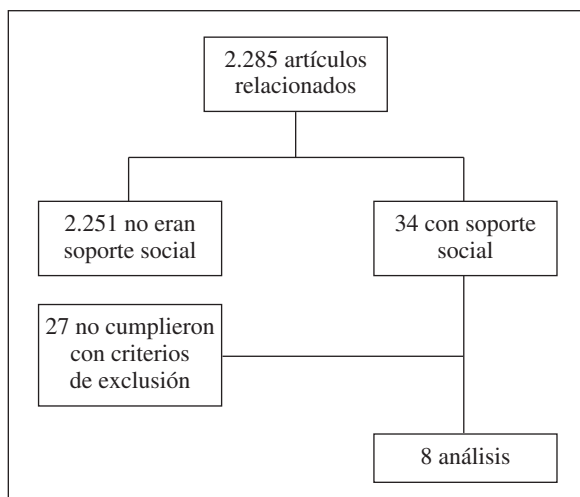 2.285 artículos
relacionados
2.251 no eran
soporte social
34 con soporte
social
27 no cumplieron
con criterios
de exclusión
8 análisis